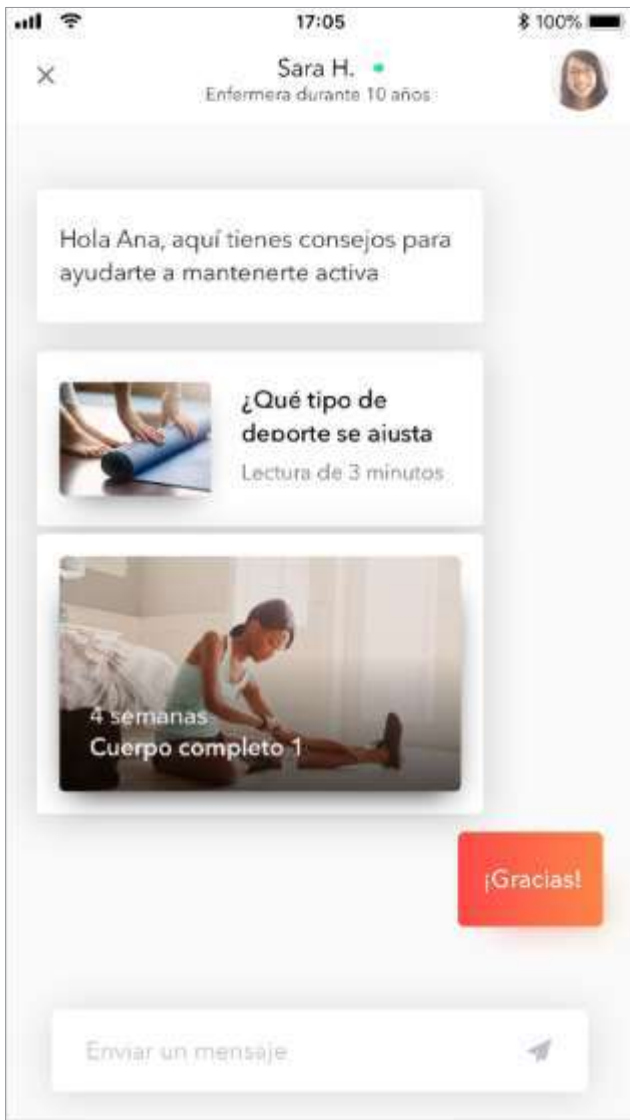 17:05
100%
Sara H.
Enfermera durante 10 años
Hola Ana, aquí tienes consejos para
ayudarte a mantenerte activa
¿Qué tipo de
deporte se ajusta
Lectura de 3 minutos
4 semanas
Cuerpo completo 1
¡Gracias!
Enviar un mensaje